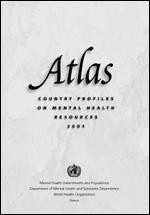 Atlas
COUNTRY PROFILES
ON MENTAL HEALTH
RESOURCES
2001
Mental Health Determinants and Populations
Department of Mental Health and Substance Dependence
World Health Organization
Geneva